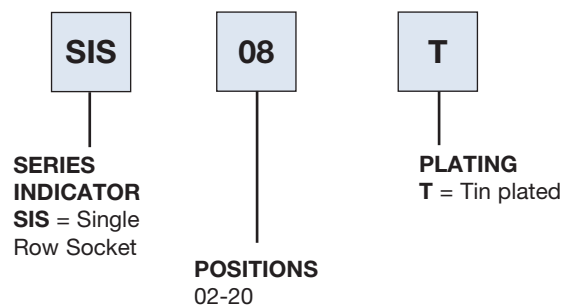 SIS 08 T
SERIES
INDICATOR
SIS = Single
Row Socket
POSITIONS
02-20
PLATING
T = Tin plated